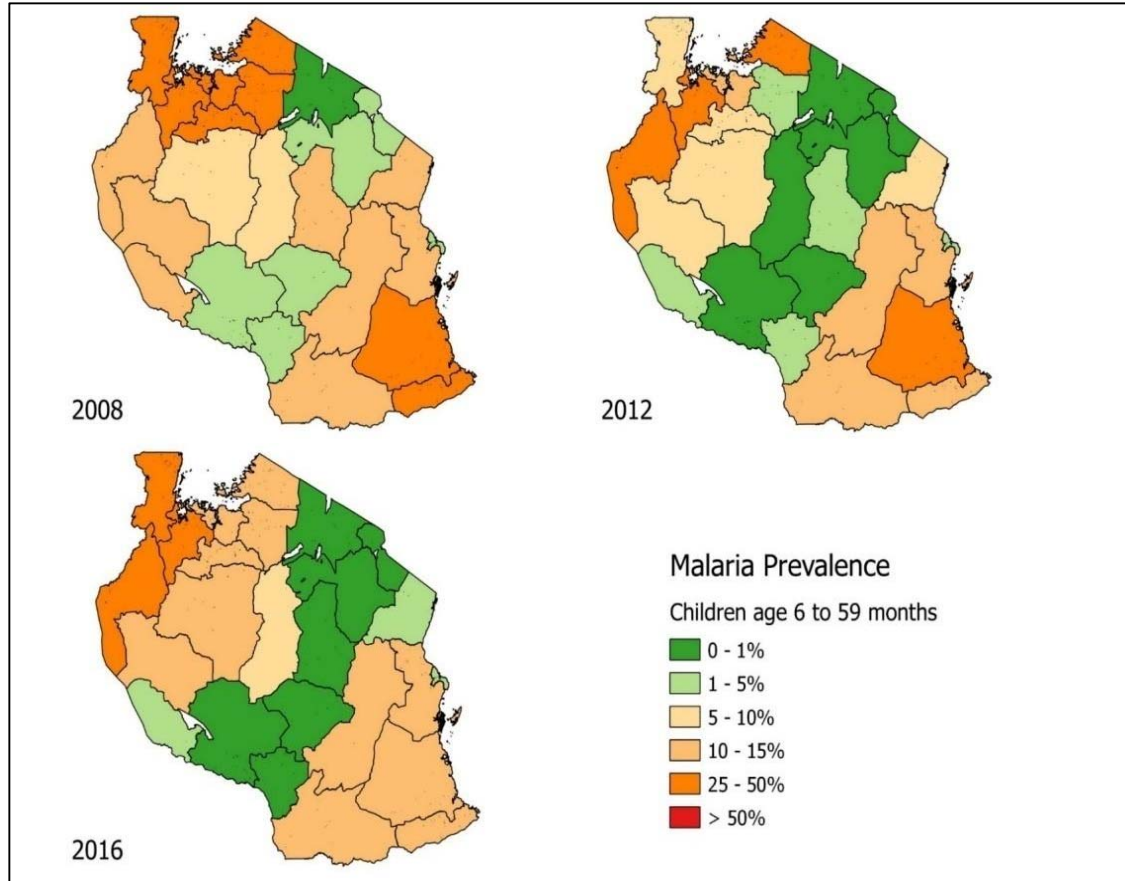 2008
2012
2016
Malaria Prevalence
Children age 6 to 59 months
0 - 1%
1 - 5%
5 - 10%
10 - 15%
25 - 50%
> 50%